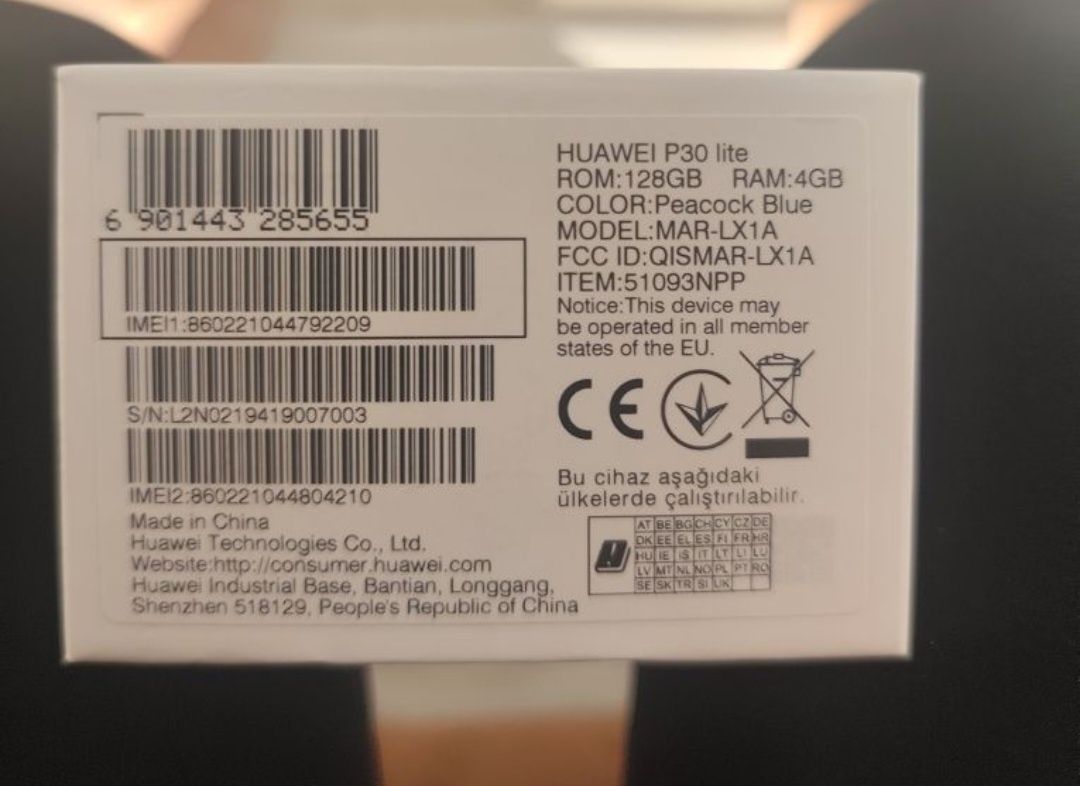 6 901443 285655
IMEI1:860221044792209
S/N:L2N0219419007003
IMEI2:860221044804210
Made in China
Huawei Technologies Co., Ltd.
Website:http://consumer.huawei.com
Huawei Industrial Base, Bantian, Longgang,
Shenzhen 518129, People's Republic of China
HUAWEI P30 lite
ROM:128GB RAM:4GB
COLOR:Peacock Blue
MODEL:MAR-LX1A
FCC ID:QISMAR-LX1A
ITEM:51093NPP
Notice:This device may
be operated in all member
states of the EU.
CE
Bu cihaz aşağıdaki
ülkelerde çalıştırılabilir.
AT BE BG CH CY CZ DE
DK EE EL ES FI FR HR
HU IE IS IT LT LI LU
LV MT NL NO PL PT RO
SE SK TR SI UK